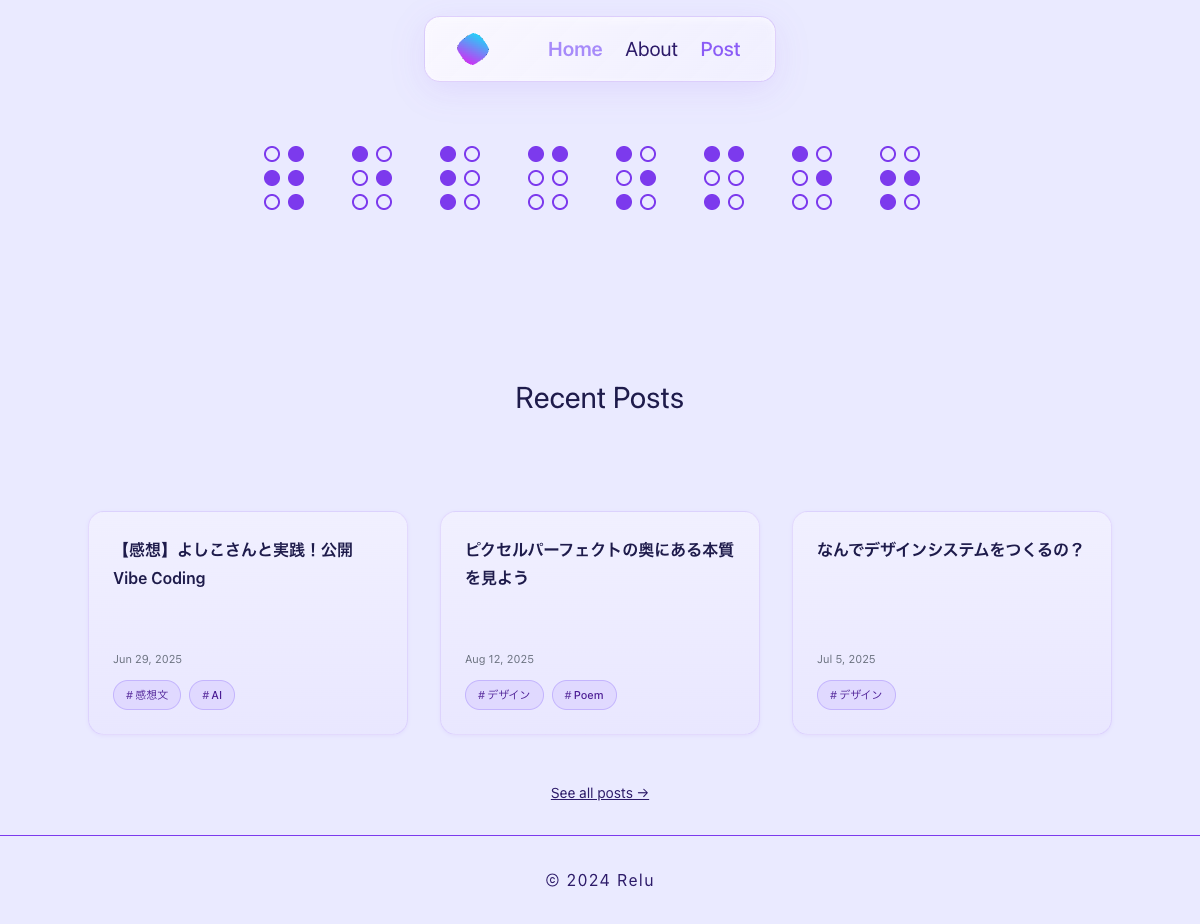 Home About Post
⠺⠑⠇⠉⠕⠍⠑⠖
Recent Posts
【感想】よしこさんと実践！公開
Vibe Coding
Jun 29, 2025
# 感想文 # AI
ピクセルパーフェクトの奥にある本質
を見よう
Aug 12, 2025
# デザイン # Poem
なんでデザインシステムをつくるの？
Jul 5, 2025
# デザイン
See all posts →
© 2024 Relu